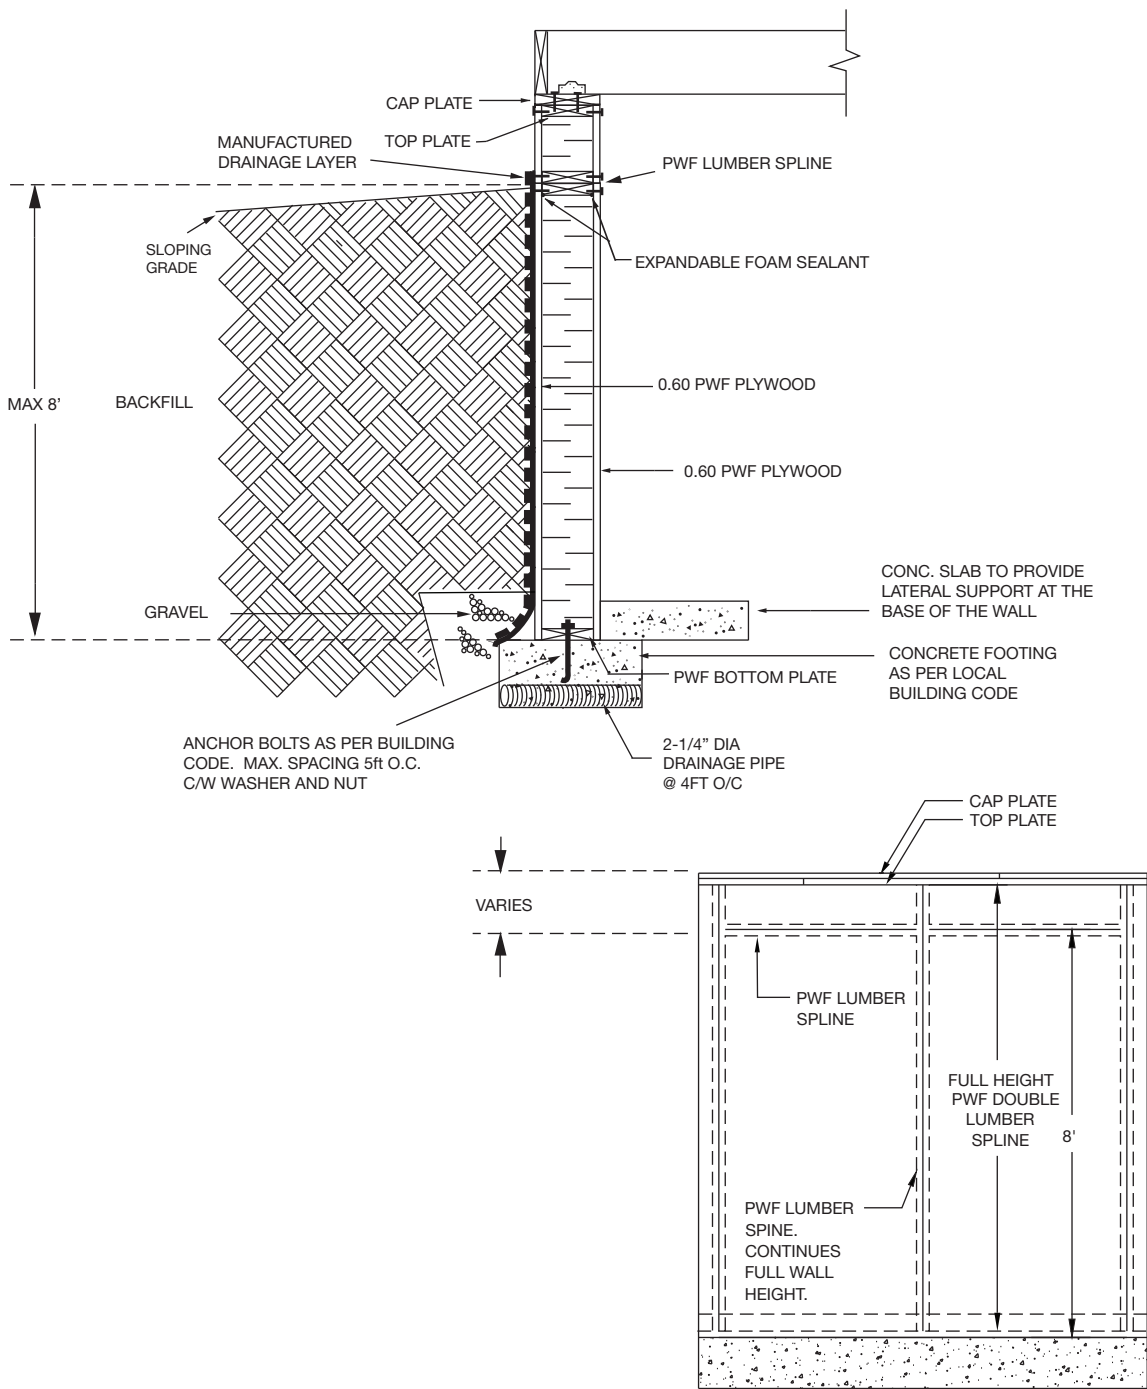 CAP PLATE
MANUFACTURED
DRAINAGE LAYER
TOP PLATE
PWF LUMBER SPLINE
SLOPING
GRADE
EXPANDABLE FOAM SEALANT
0.60 PWF PLYWOOD
MAX 8’
BACKFILL
0.60 PWF PLYWOOD
GRAVEL
CONC. SLAB TO PROVIDE
LATERAL SUPPORT AT THE
BASE OF THE WALL
PWF BOTTOM PLATE
CONCRETE FOOTING
AS PER LOCAL
BUILDING CODE
ANCHOR BOLTS AS PER BUILDING
CODE. MAX. SPACING 5ft O.C.
C/W WASHER AND NUT
2-1/4” DIA
DRAINAGE PIPE
@ 4FT O/C
CAP PLATE
TOP PLATE
VARIES
PWF LUMBER
SPLINE
FULL HEIGHT
PWF DOUBLE
LUMBER
SPLINE
8'
PWF LUMBER
SPINE.
CONTINUES
FULL WALL
HEIGHT.